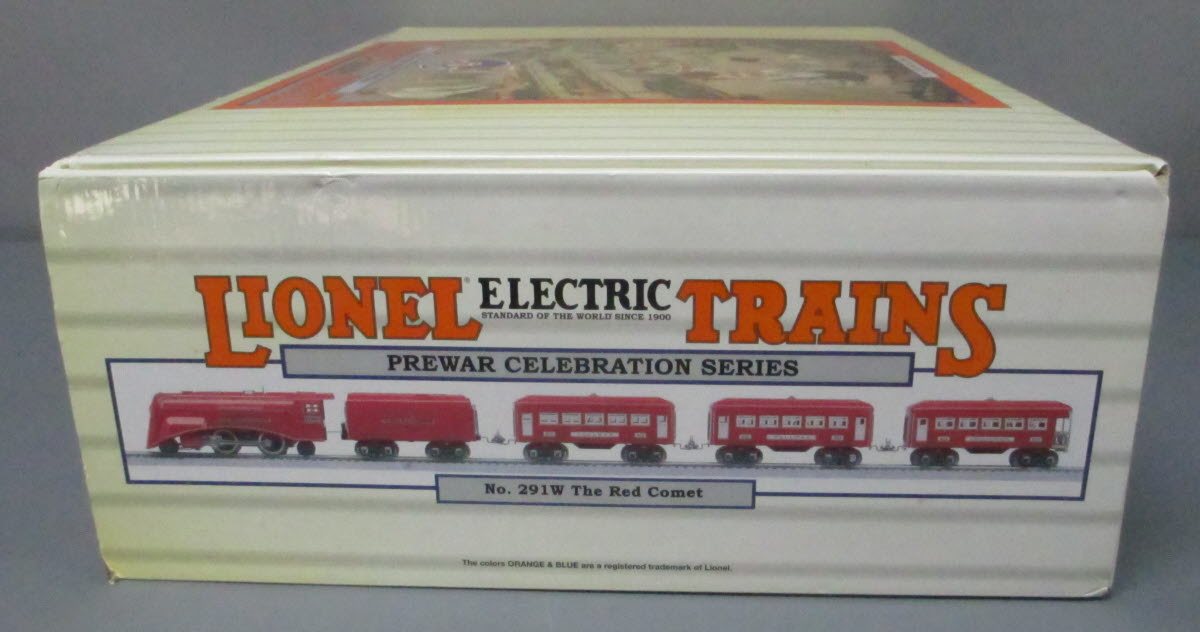 LIONEL® ELECTRIC TRAINS
STANDARD OF THE WORLD SINCE 1900
PREWAR CELEBRATION SERIES
No. 291W The Red Comet
The colors ORANGE & BLUE are a registered trademark of Lionel.